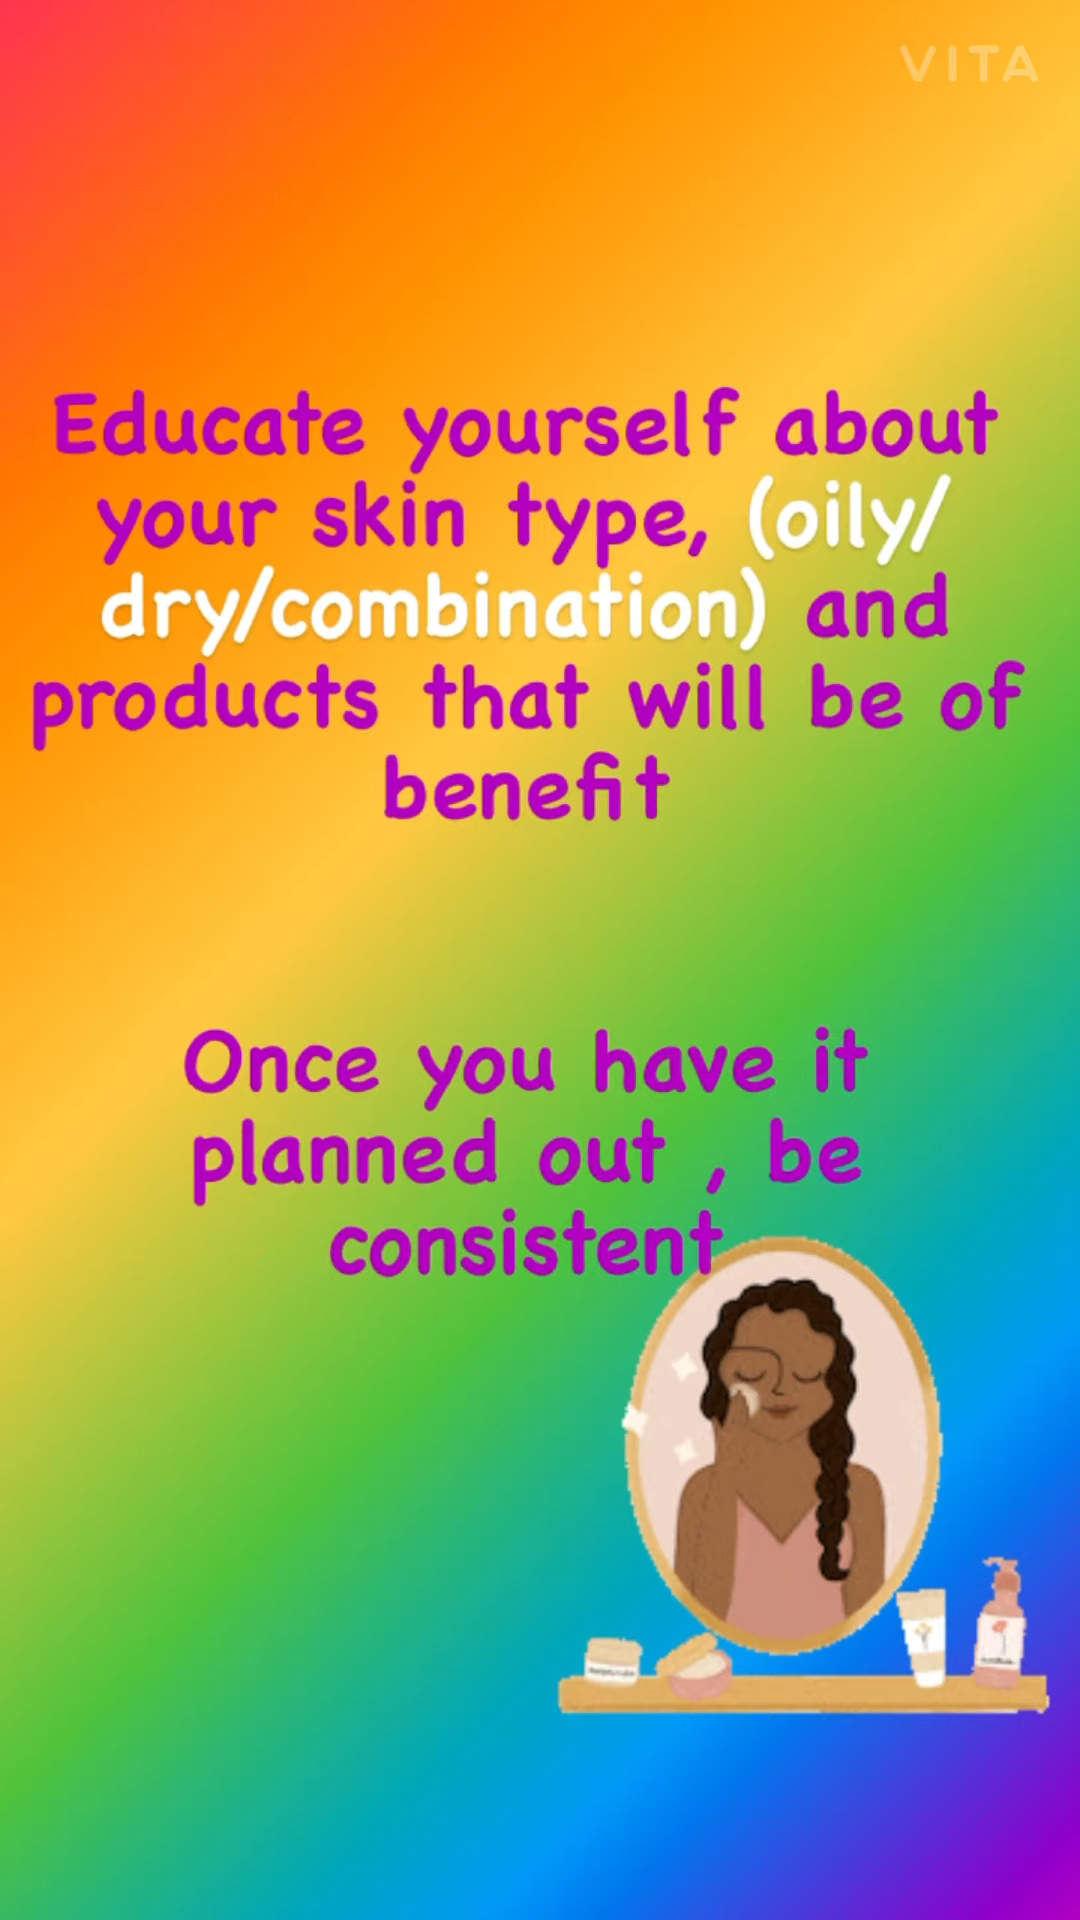 VITA
Educate yourself about
your skin type, (oily/
dry/combination) and
products that will be of
benefit
Once you have it
planned out , be
consistent